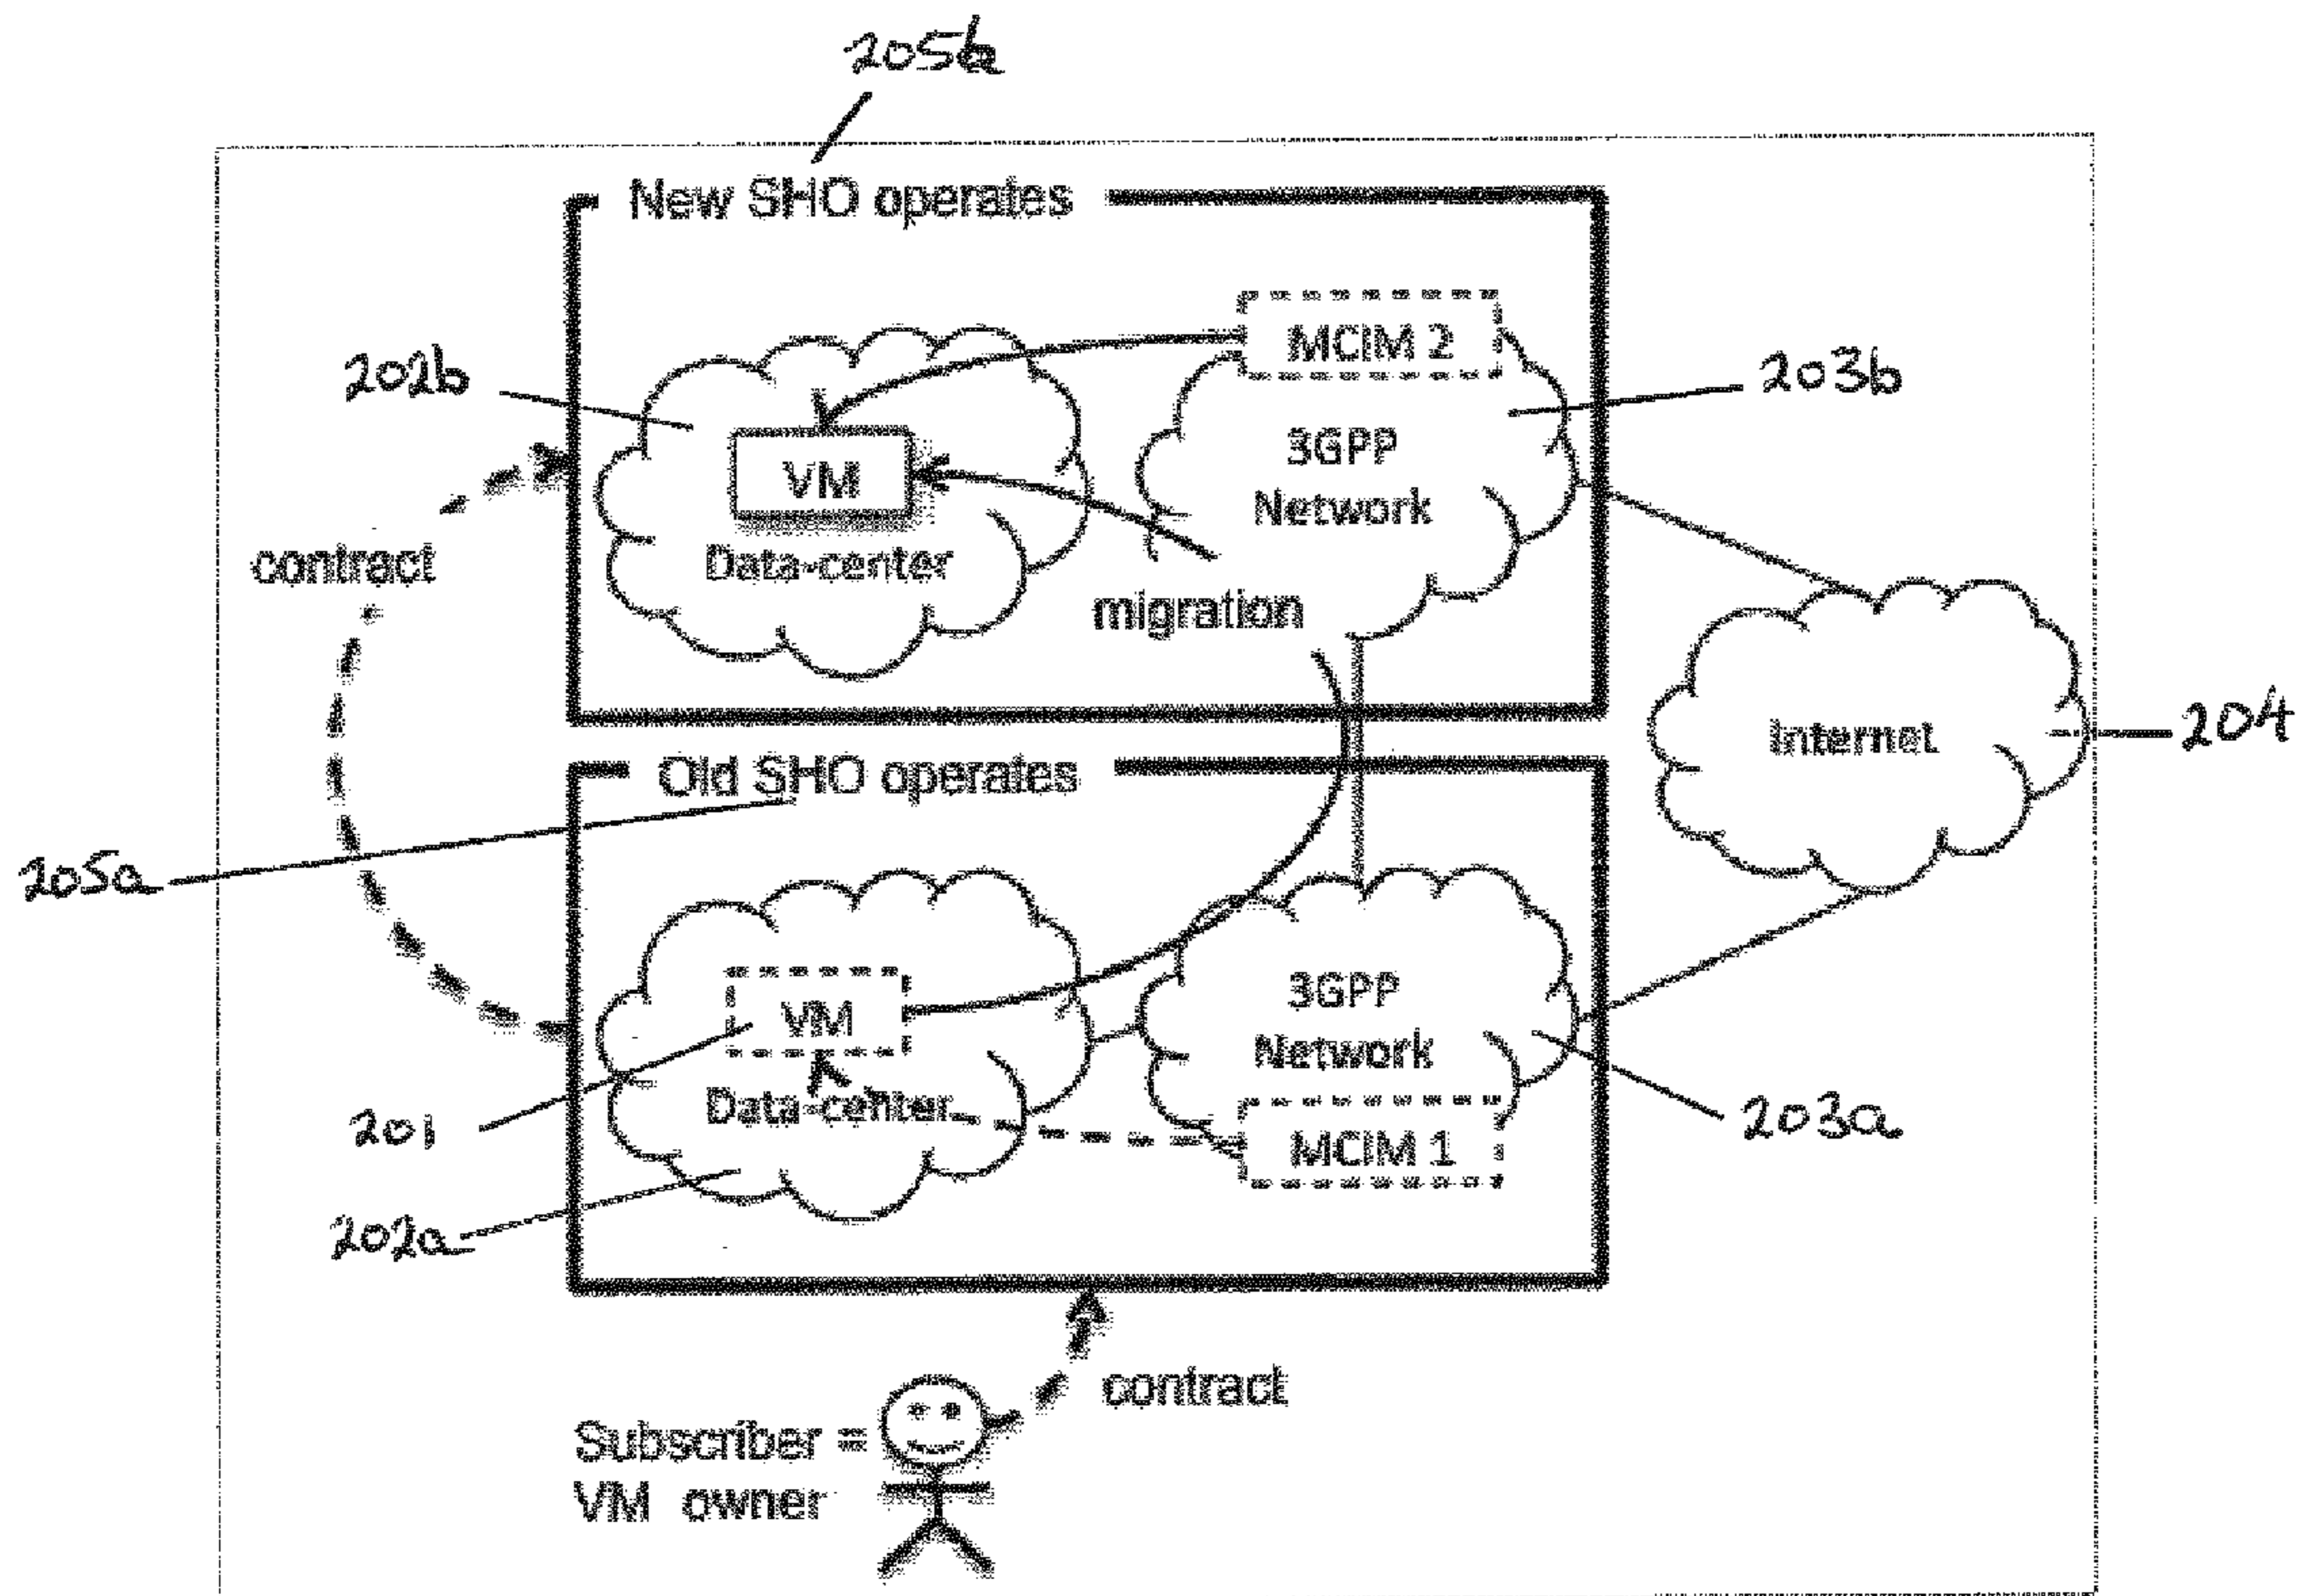 205b
New SHO operates
MCIM 2
202b
203b
3GPP
VM
Network
contract
Data-center
migration
Internet
204
Old SHO operates
205a
3GPP
VM
Network
201
Data-center
203a
MCIM 1
202a
contract
Subscriber =
VM owner